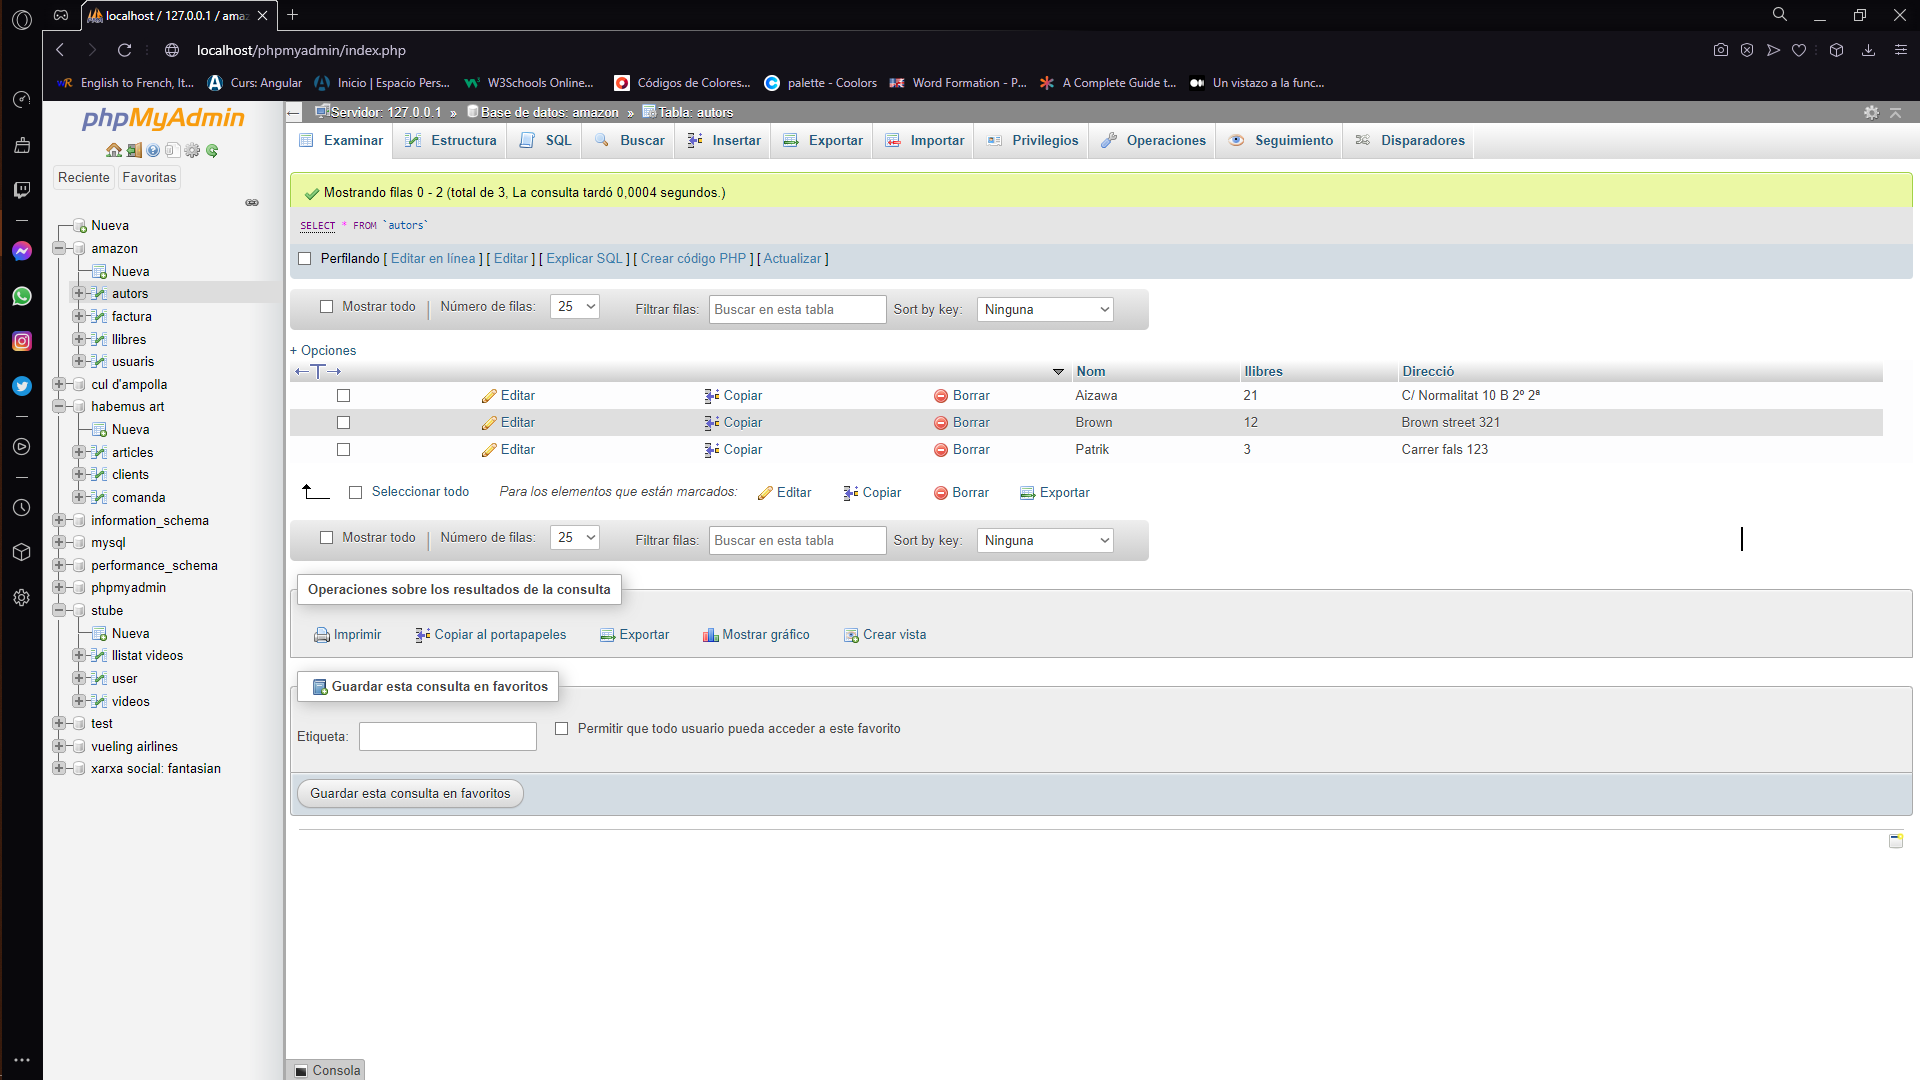 localhost / 127.0.0.1 / amaz
localhost/phpmyadmin/index.php
English to French, It...
Curs: Angular
Inicio | Espacio Pers...
W3Schools Online...
Códigos de Colores...
palette - Coolors
Word Formation - P...
A Complete Guide t...
Un vistazo a la func...
phpMyAdmin
Reciente Favoritas
Nueva
amazon
Nueva
autors
factura
llibres
usuaris
cul d'ampolla
habemus art
Nueva
articles
clients
comanda
information_schema
mysql
performance_schema
phpmyadmin
stube
Nueva
llistat videos
user
videos
test
vueling airlines
xarxa social: fantasian
Servidor: 127.0.0.1 » Base de datos: amazon » Tabla: autors
Examinar Estructura SQL Buscar Insertar Exportar Importar Privilegios Operaciones Seguimiento Disparadores
Mostrando filas 0 - 2 (total de 3, La consulta tardó 0,0004 segundos.)
SELECT * FROM `autors`
Perfilando [ Editar en línea ] [ Editar ] [ Explicar SQL ] [ Crear código PHP ] [ Actualizar ]
Mostrar todo | Número de filas: 25 Filtrar filas: Buscar en esta tabla Sort by key: Ninguna
+ Opciones
←T→ Nom llibres Direcció
Editar Copiar Borrar Aizawa 21 C/ Normalitat 10 B 2º 2ª
Editar Copiar Borrar Brown 12 Brown street 321
Editar Copiar Borrar Patrik 3 Carrer fals 123
Seleccionar todo Para los elementos que están marcados: Editar Copiar Borrar Exportar
Mostrar todo | Número de filas: 25 Filtrar filas: Buscar en esta tabla Sort by key: Ninguna
Operaciones sobre los resultados de la consulta
Imprimir Copiar al portapapeles Exportar Mostrar gráfico Crear vista
Guardar esta consulta en favoritos
Etiqueta: Permitir que todo usuario pueda acceder a este favorito
Guardar esta consulta en favoritos
Consola